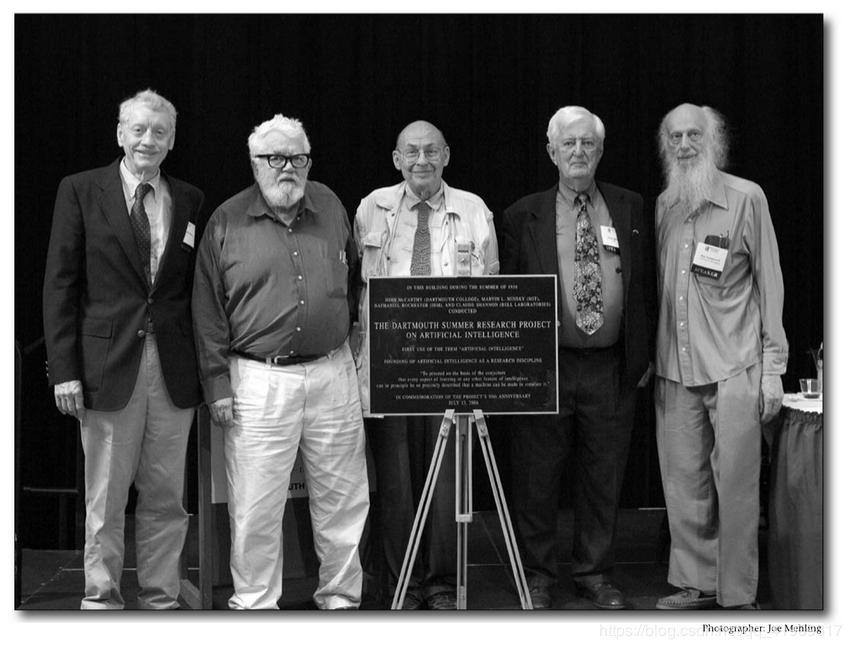 IN THIS BUILDING DURING THE SUMMER OF 1956
JOHN McCARTHY (DARTMOUTH COLLEGE), MARVIN L. MINSKY (MIT),
NATHANIEL ROCHESTER (IBM), AND CLAUDE SHANNON (BELL LABORATORIES)
CONDUCTED
THE DARTMOUTH SUMMER RESEARCH PROJECT
ON ARTIFICIAL INTELLIGENCE
FIRST USE OF THE TERM "ARTIFICIAL INTELLIGENCE"
FOUNDING OF ARTIFICIAL INTELLIGENCE AS A RESEARCH DISCIPLINE
"To proceed on the basis of the conjecture
that every aspect of learning or any other feature of intelligence
can in principle be so precisely described that a machine can be made to simulate it."
IN COMMEMORATION OF THE PROJECT'S 50th ANNIVERSARY
JULY 13, 2006
SPEAKER
UTH
Photographer: Joe Mehling
https://blog.csdn